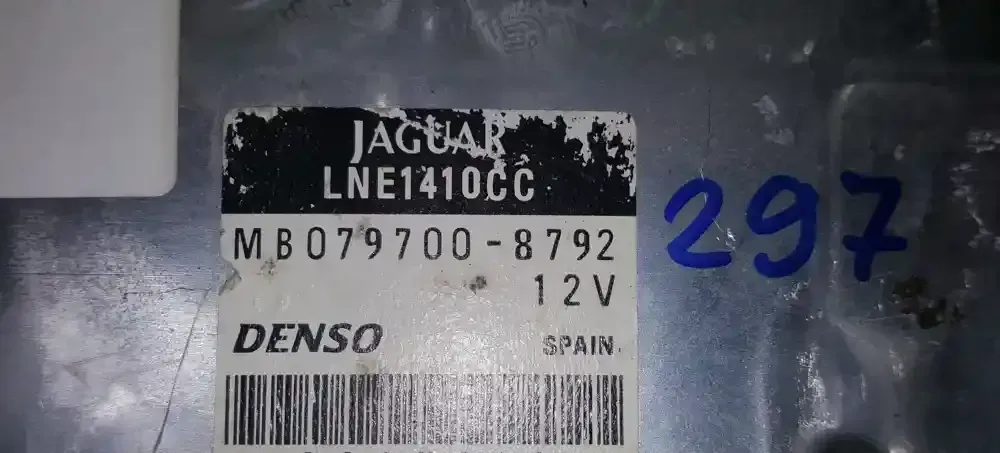 JAGUAR
LNE1410CC
MB079700-8792
12V
DENSO
SPAIN
297